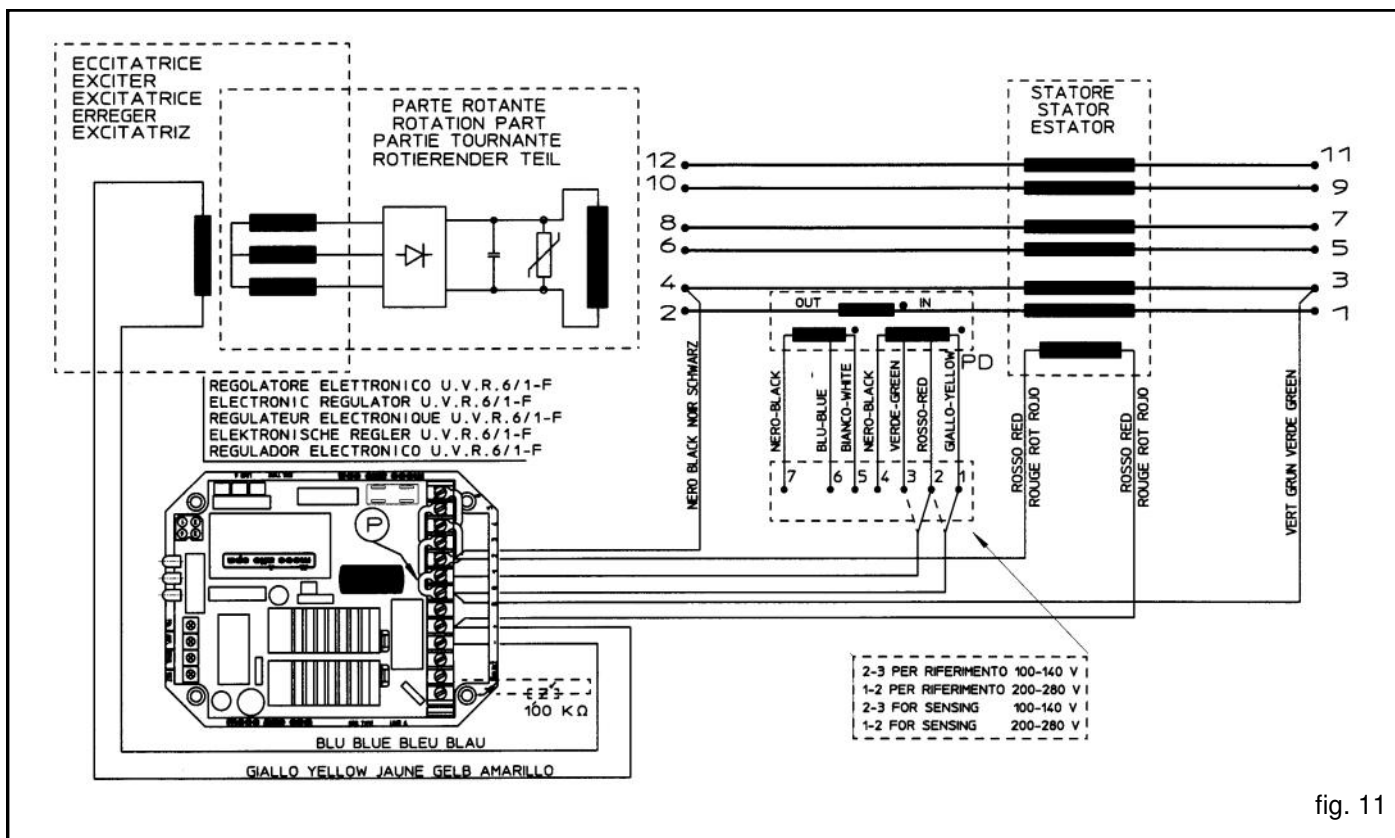 ECCITATRICE
EXCITER
EXCITATRICE
ERREGER
EXCITATRIZ
PARTE ROTANTE
ROTATION PART
PARTIE TOURNANTE
ROTIERENDER TEIL
STATORE
STATOR
ESTATOR
12
10
8
6
4
2
11
9
7
5
3
1
OUT
IN
PD
NERO-BLACK
BLU-BLUE
BIANCO-WHITE
NERO-BLACK
VERDE-GREEN
ROSSO-RED
GIALLO-YELLOW
7
6
5
4
3
2
1
NERO BLACK NOIR SCHWARZ
ROSSO RED
ROUGE ROT ROJO
ROSSO RED
ROUGE ROT ROJO
VERT GRUN VERDE GREEN
REGOLATORE ELETTRONICO U.V.R.6/1-F
ELECTRONIC REGULATOR U.V.R.6/1-F
REGULATEUR ELECTRONIQUE U.V.R.6/1-F
ELEKTRONISCHE REGLER U.V.R.6/1-F
REGULADOR ELECTRONICO U.V.R.6/1-F
P
100 KΩ
BLU BLUE BLEU BLAU
GIALLO YELLOW JAUNE GELB AMARILLO
2-3 PER RIFERIMENTO 100-140 V
1-2 PER RIFERIMENTO 200-280 V
2-3 FOR SENSING 100-140 V
1-2 FOR SENSING 200-280 V
fig. 11